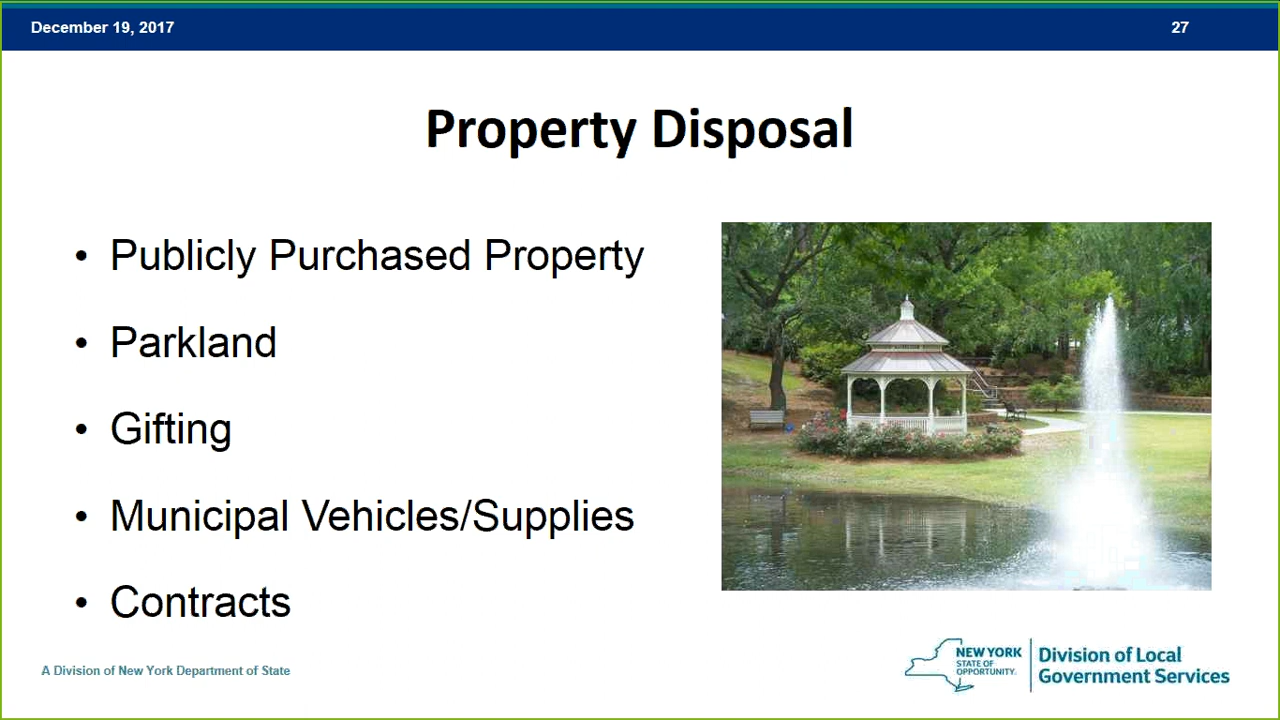 December 19, 2017
27
Property Disposal
• Publicly Purchased Property
• Parkland
• Gifting
• Municipal Vehicles/Supplies
• Contracts
A Division of New York Department of State
NEW YORK
STATE OF
OPPORTUNITY.
Division of Local
Government Services